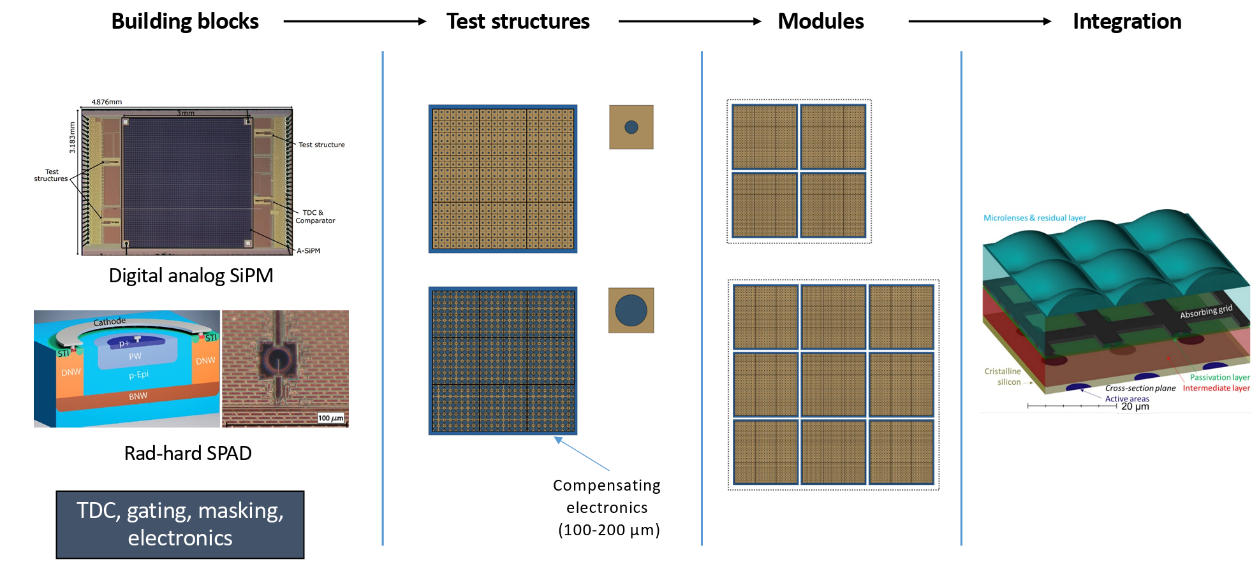 Building blocks
Test structures
Modules
Integration
4.876mm
3mm
3.183mm
Test structure
Test
structures
TDC &
Comparator
A-SiPM
Digital analog SiPM
Cathode
STI
STI
p+
PW
DNW
DNW
p-Epi
BNW
100 µm
Rad-hard SPAD
TDC, gating, masking,
electronics
Compensating
electronics
(100-200 µm)
Microlenses & residual layer
Absorbing grid
Cristalline
silicon
Passivation layer
Cross-section plane
Intermediate layer
Active areas
20 µm